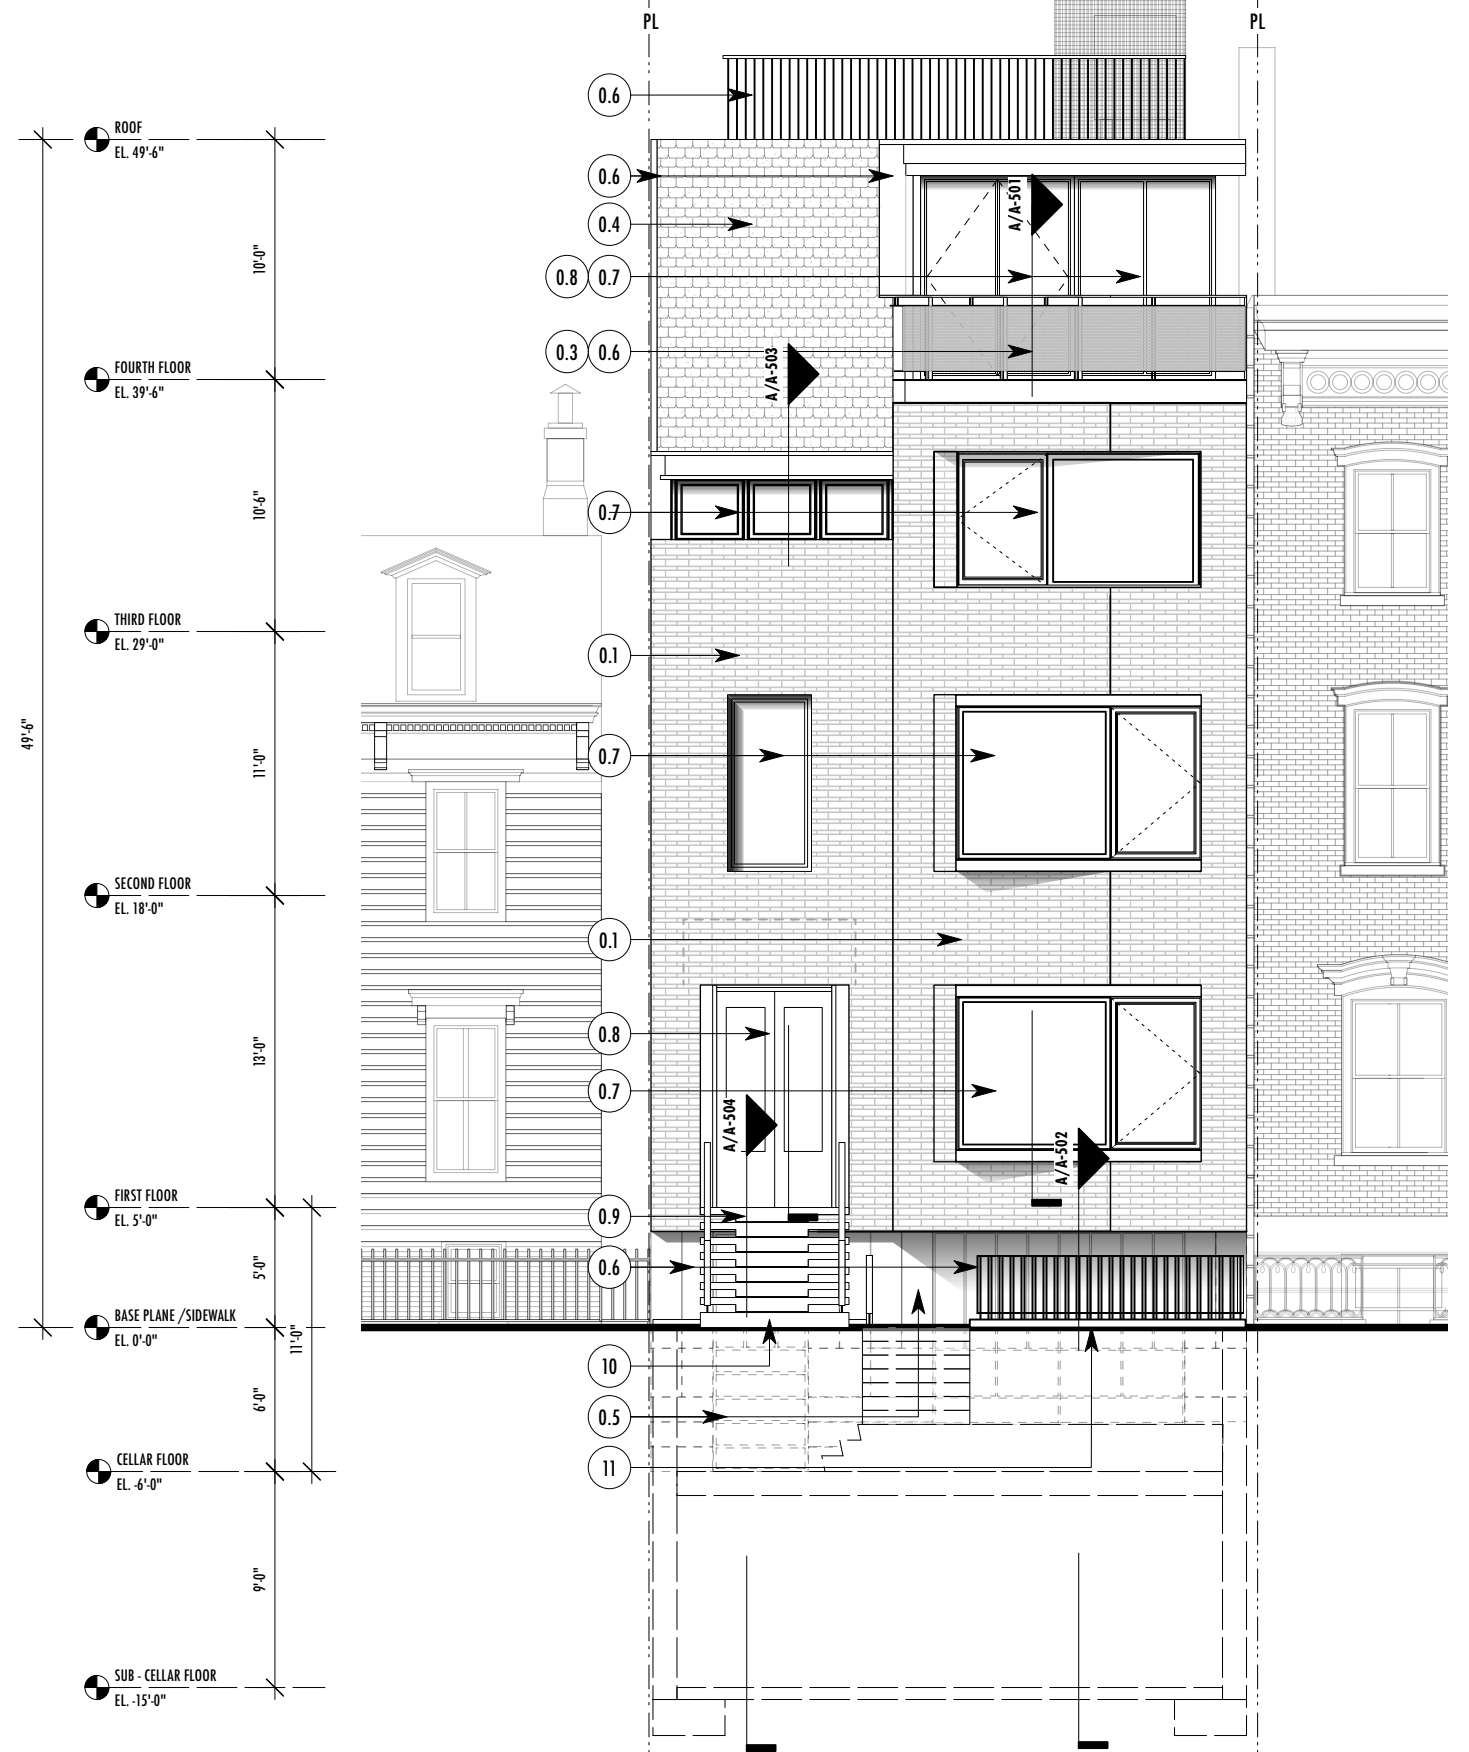 PL
PL
0.6
ROOF
EL. 49'-6"
0.6
A/A-501
0.4
10'-0"
0.8
0.7
0.3
0.6
A/A-503
FOURTH FLOOR
EL. 39'-6"
10'-6"
0.7
THIRD FLOOR
EL. 29'-0"
0.1
49'-6"
11'-0"
0.7
SECOND FLOOR
EL. 18'-0"
0.1
13'-0"
0.8
0.7
A/A-504
A/A-502
FIRST FLOOR
EL. 5'-0"
0.9
5'-0"
0.6
BASE PLANE /SIDEWALK
EL. 0'-0"
11'-0"
10
6'-0"
0.5
CELLAR FLOOR
EL. -6'-0"
11
9'-0"
SUB - CELLAR FLOOR
EL. -15'-0"